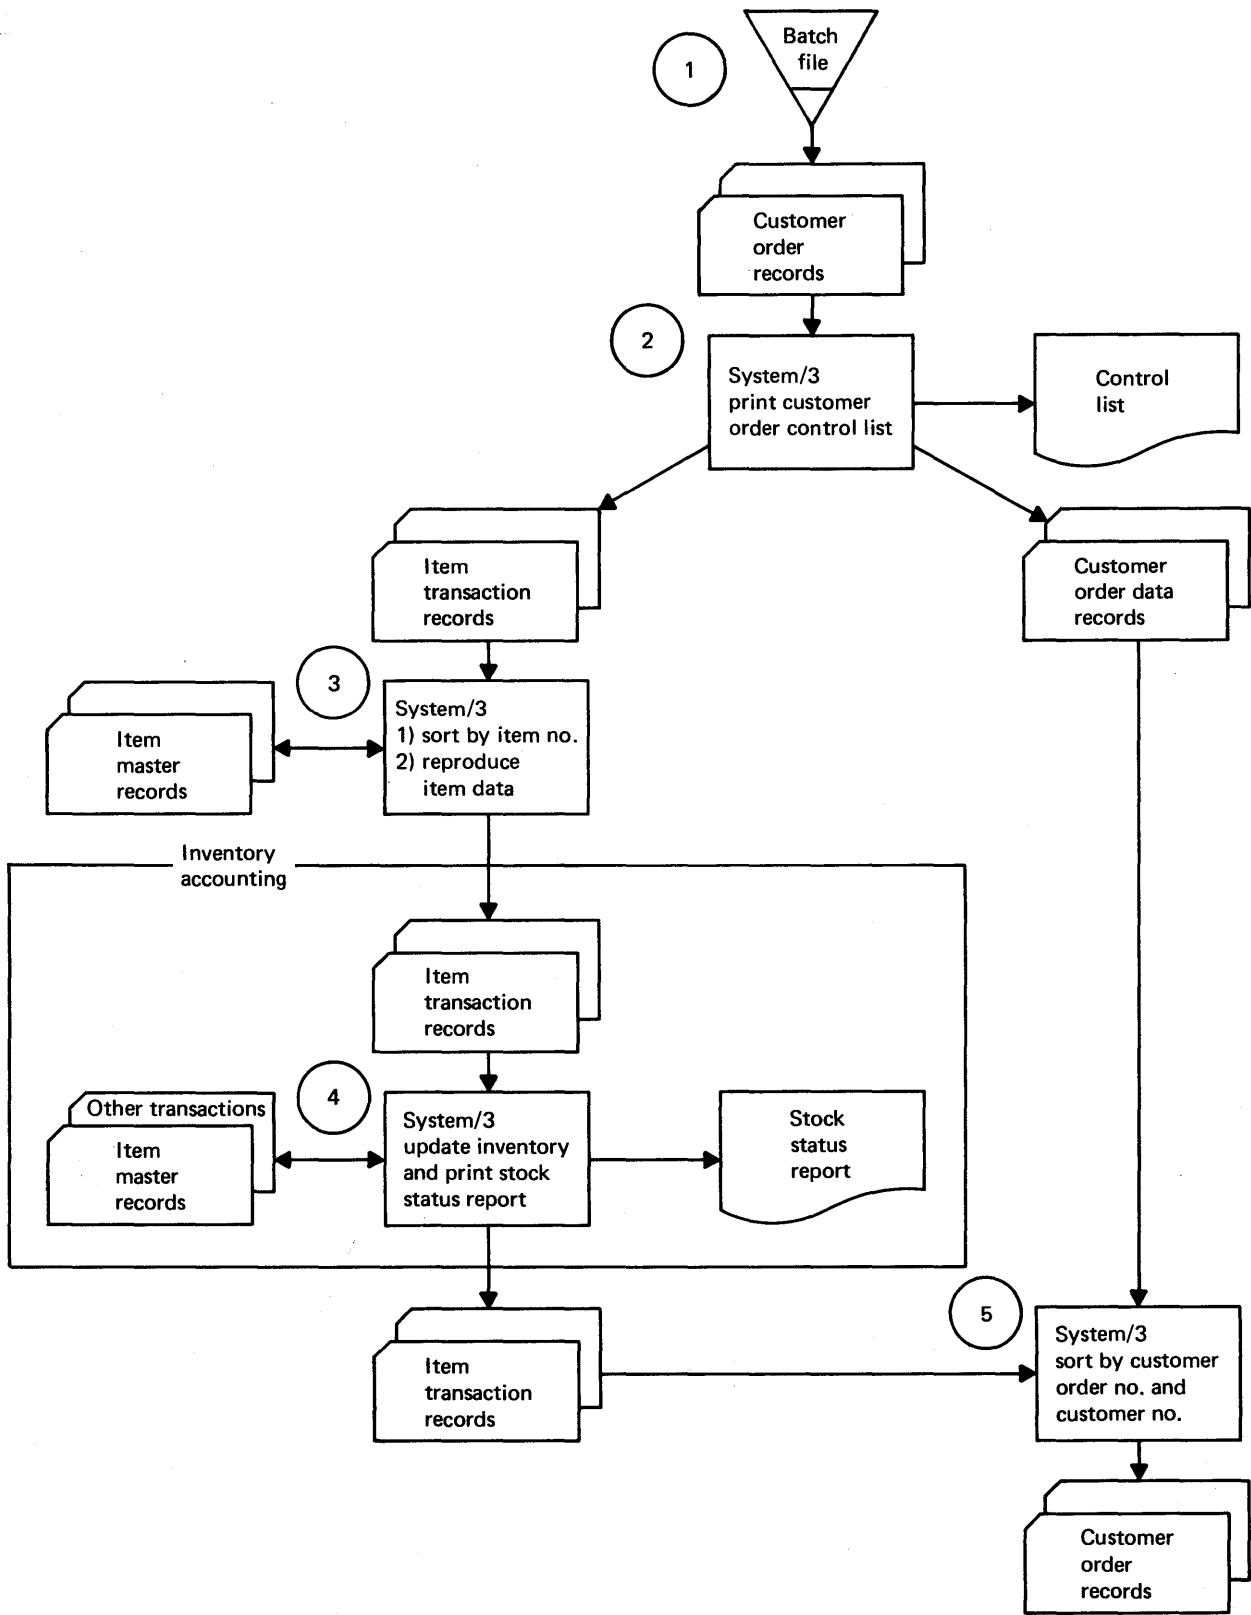 1
Batch
file
Customer
order
records
2
System/3
print customer
order control list
Control
list
Item
transaction
records
Customer
order data
records
3
Item
master
records
System/3
1) sort by item no.
2) reproduce
item data
Inventory
accounting
Item
transaction
records
4
Other transactions
Item
master
records
System/3
update inventory
and print stock
status report
Stock
status
report
5
Item
transaction
records
System/3
sort by customer
order no. and
customer no.
Customer
order
records